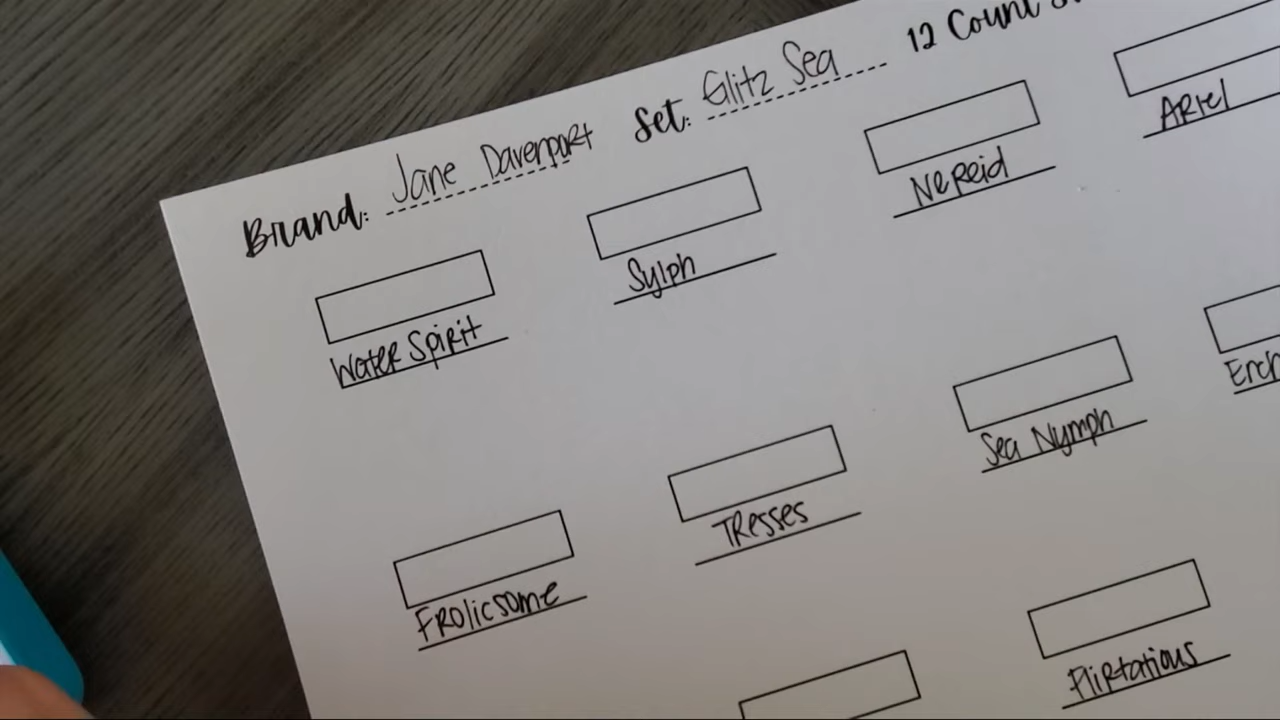 Brand: Jane Davenport Set: Glitz Sea 12 Count
Water Spirit Sylph Nereid Ariel
Frolicsome Tresses Sea Nymph
Flirtatious